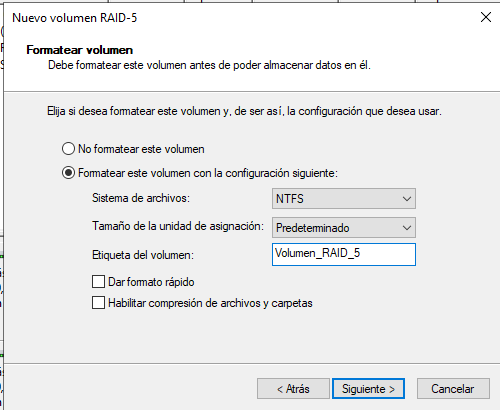 Nuevo volumen RAID-5
Formatear volumen
Debe formatear este volumen antes de poder almacenar datos en él.
Elija si desea formatear este volumen y, de ser así, la configuración que desea usar.
No formatear este volumen
Formatear este volumen con la configuración siguiente:
Sistema de archivos: NTFS
Tamaño de la unidad de asignación: Predeterminado
Etiqueta del volumen: Volumen_RAID_5
Dar formato rápido
Habilitar compresión de archivos y carpetas
< Atrás Siguiente > Cancelar